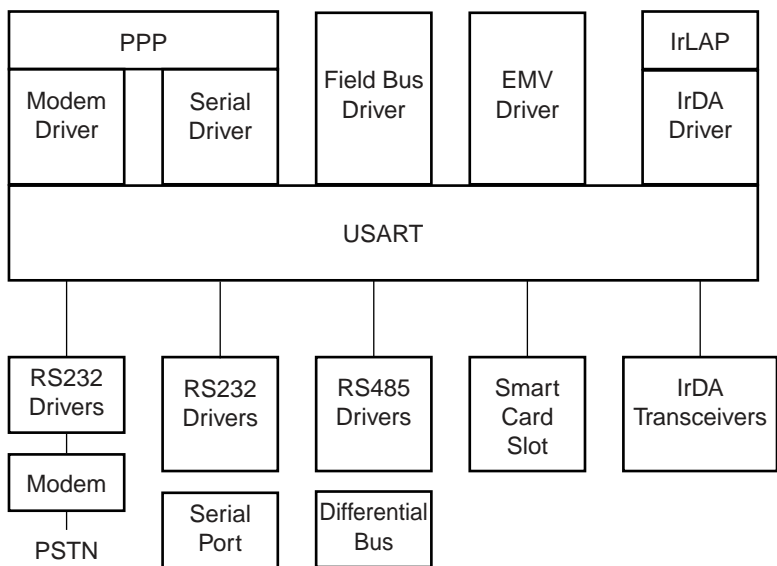 PPP
Modem
Driver
Serial
Driver
Field Bus
Driver
EMV
Driver
IrLAP
IrDA
Driver
USART
RS232
Drivers
Modem
PSTN
RS232
Drivers
Serial
Port
RS485
Drivers
Differential
Bus
Smart
Card
Slot
IrDA
Transceivers